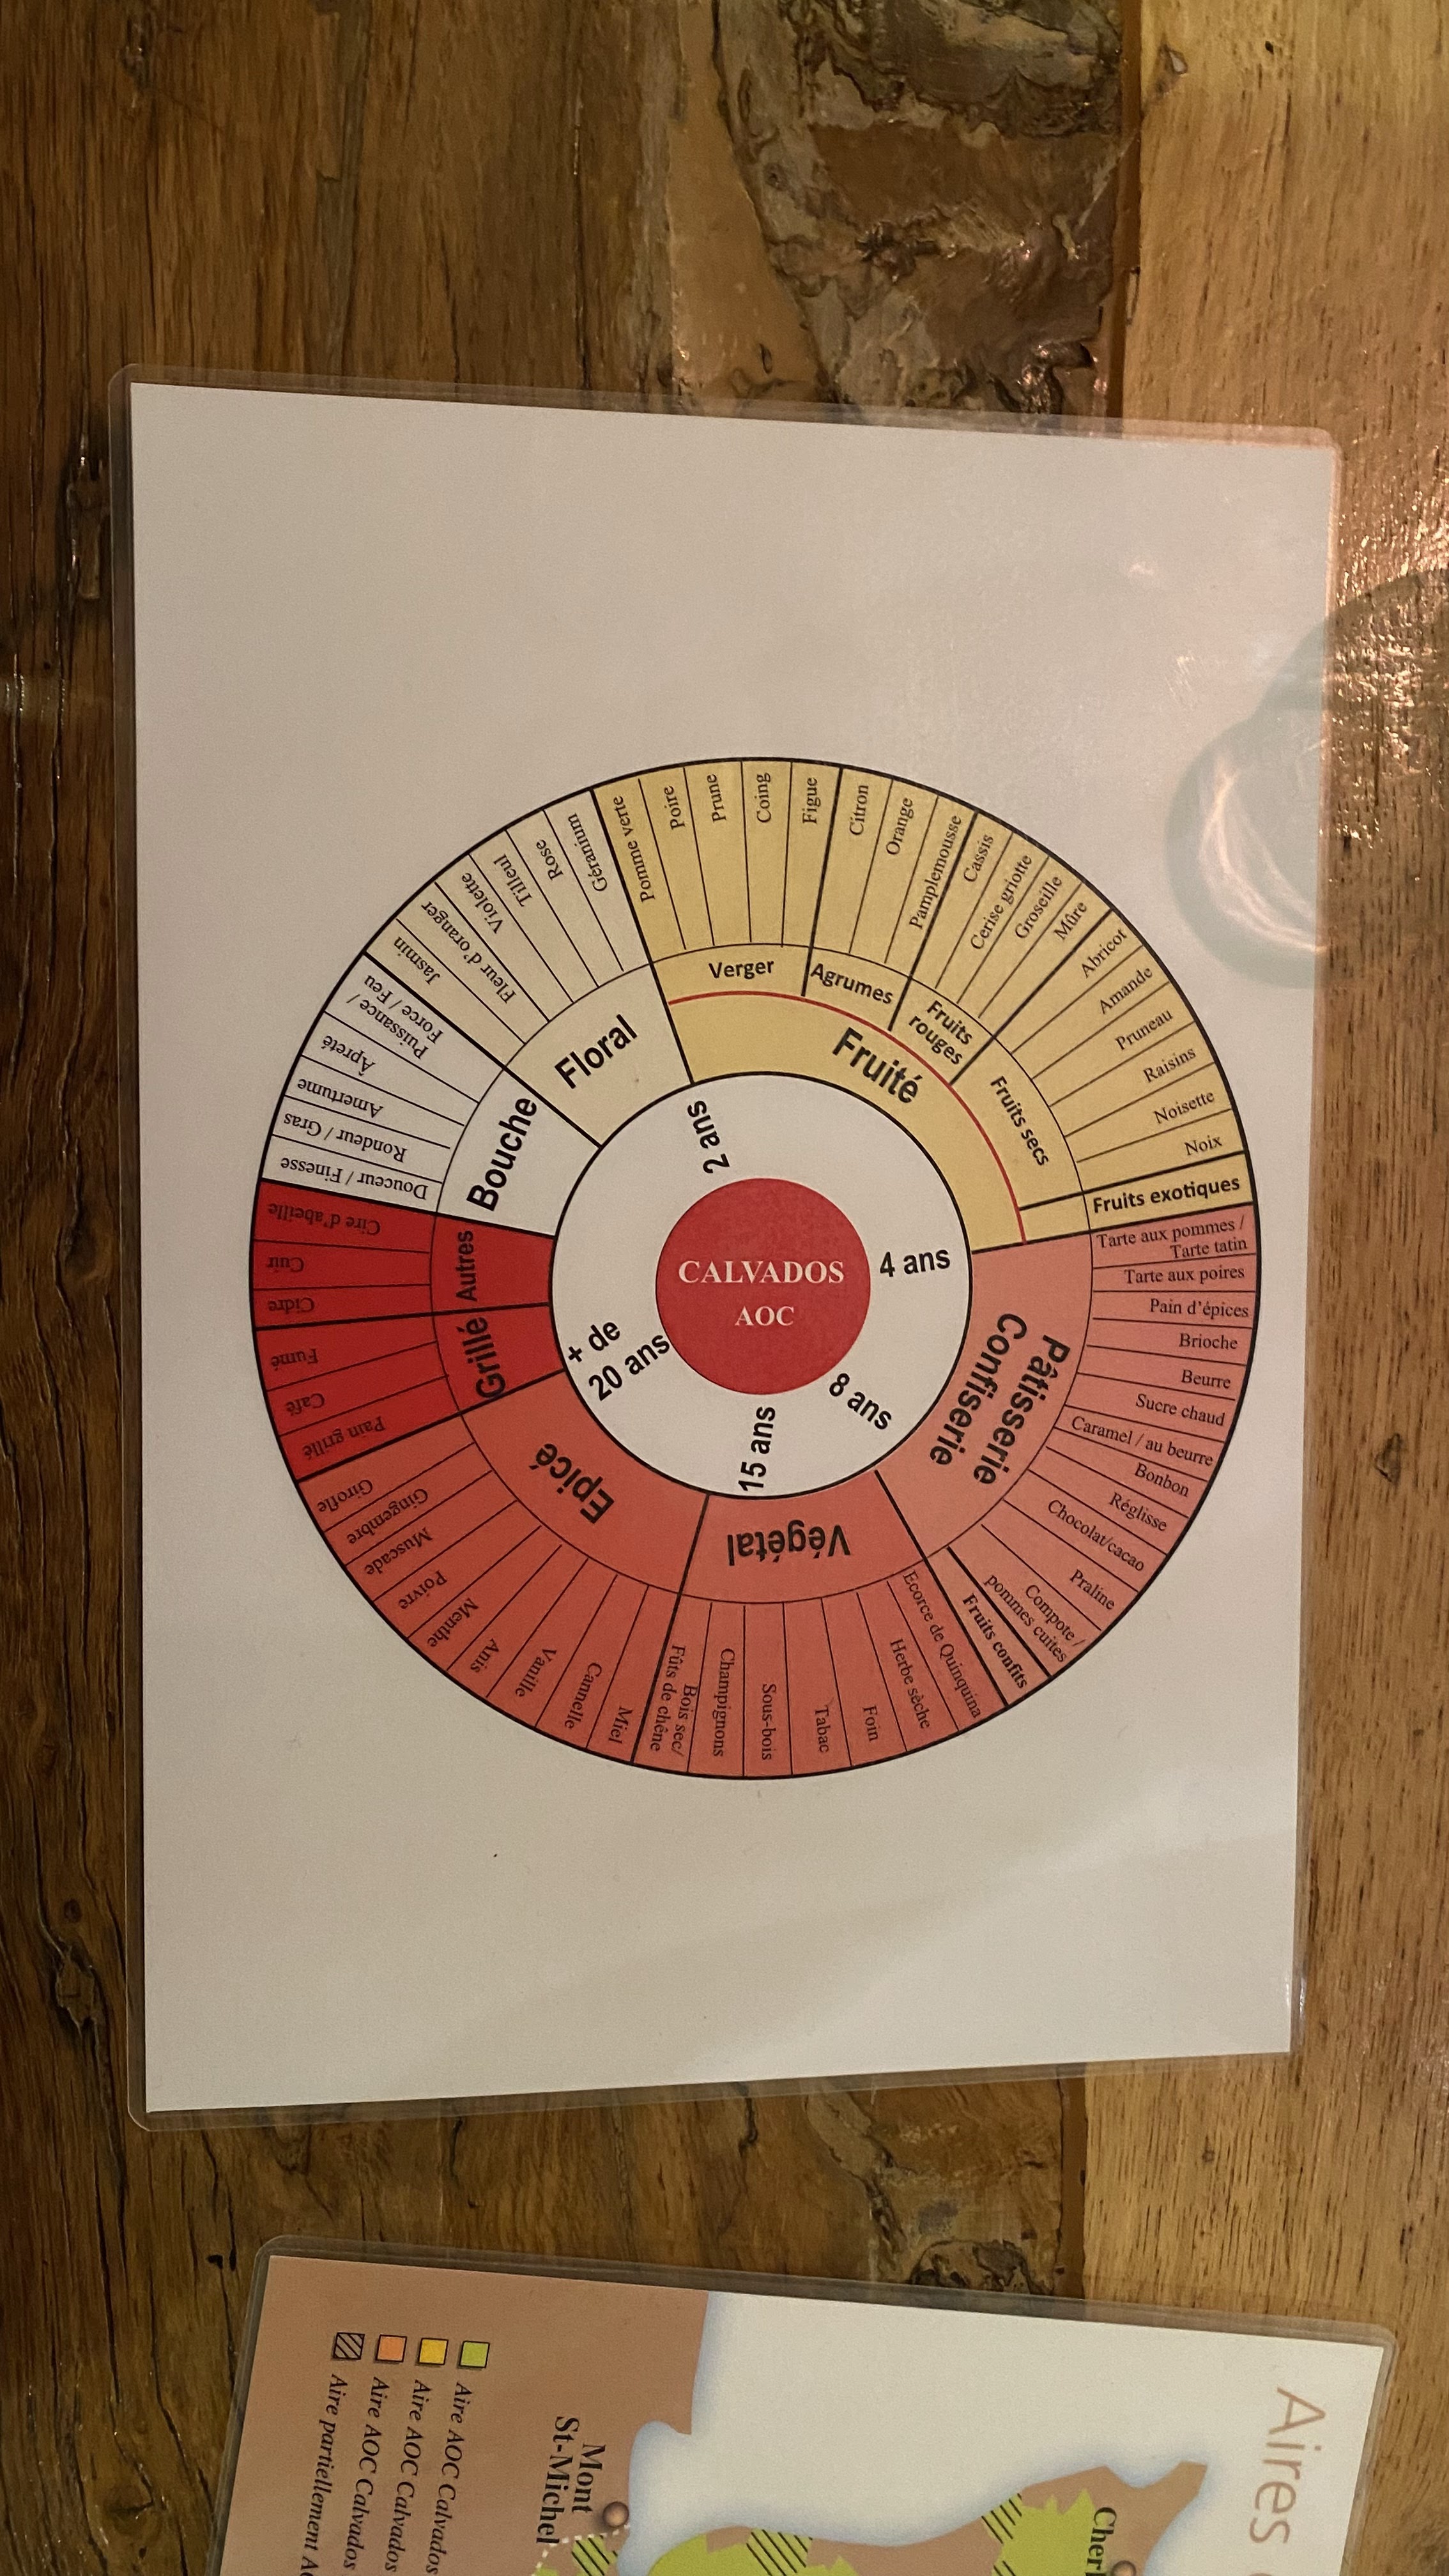 CALVADOS
AOC
2 ans
4 ans
8 ans
15 ans
+ de
20 ans
Floral
Jasmin
Fleur d'oranger
Violette
Tilleul
Rose
Géranium
Fruité
Verger
Pomme verte
Poire
Prune
Coing
Figue
Agrumes
Citron
Orange
Pamplemousse
Fruits
rouges
Cassis
Cerise griotte
Groseille
Mûre
Fruits secs
Abricot
Amande
Pruneau
Raisins
Noisette
Noix
Fruits exotiques
Pâtisserie
Confiserie
Tarte aux pommes /
Tarte tatin
Tarte aux poires
Pain d'épices
Brioche
Beurre
Sucre chaud
Caramel / au beurre
Bonbon
Réglisse
Chocolat/cacao
Praline
Compote /
pommes cuites
Fruits confits
Végétal
Ecorce de Quinquina
Herbe sèche
Foin
Tabac
Sous-bois
Champignons
Bois sec/
Fûts de chêne
Epicé
Miel
Cannelle
Vanille
Anis
Menthe
Poivre
Muscade
Gingembre
Girofle
Grillé
Pain grillé
Café
Fumé
Autres
Cidre
Cuir
Cire d'abeille
Bouche
Douceur / Finesse
Rondeur / Gras
Amertume
Âpreté
Puissance /
Force / Feu
Aires
Cher
Mont
St-Michel
Aire AOC Calvados
Aire AOC Calvados
Aire AOC Calvados
Aire partiellement